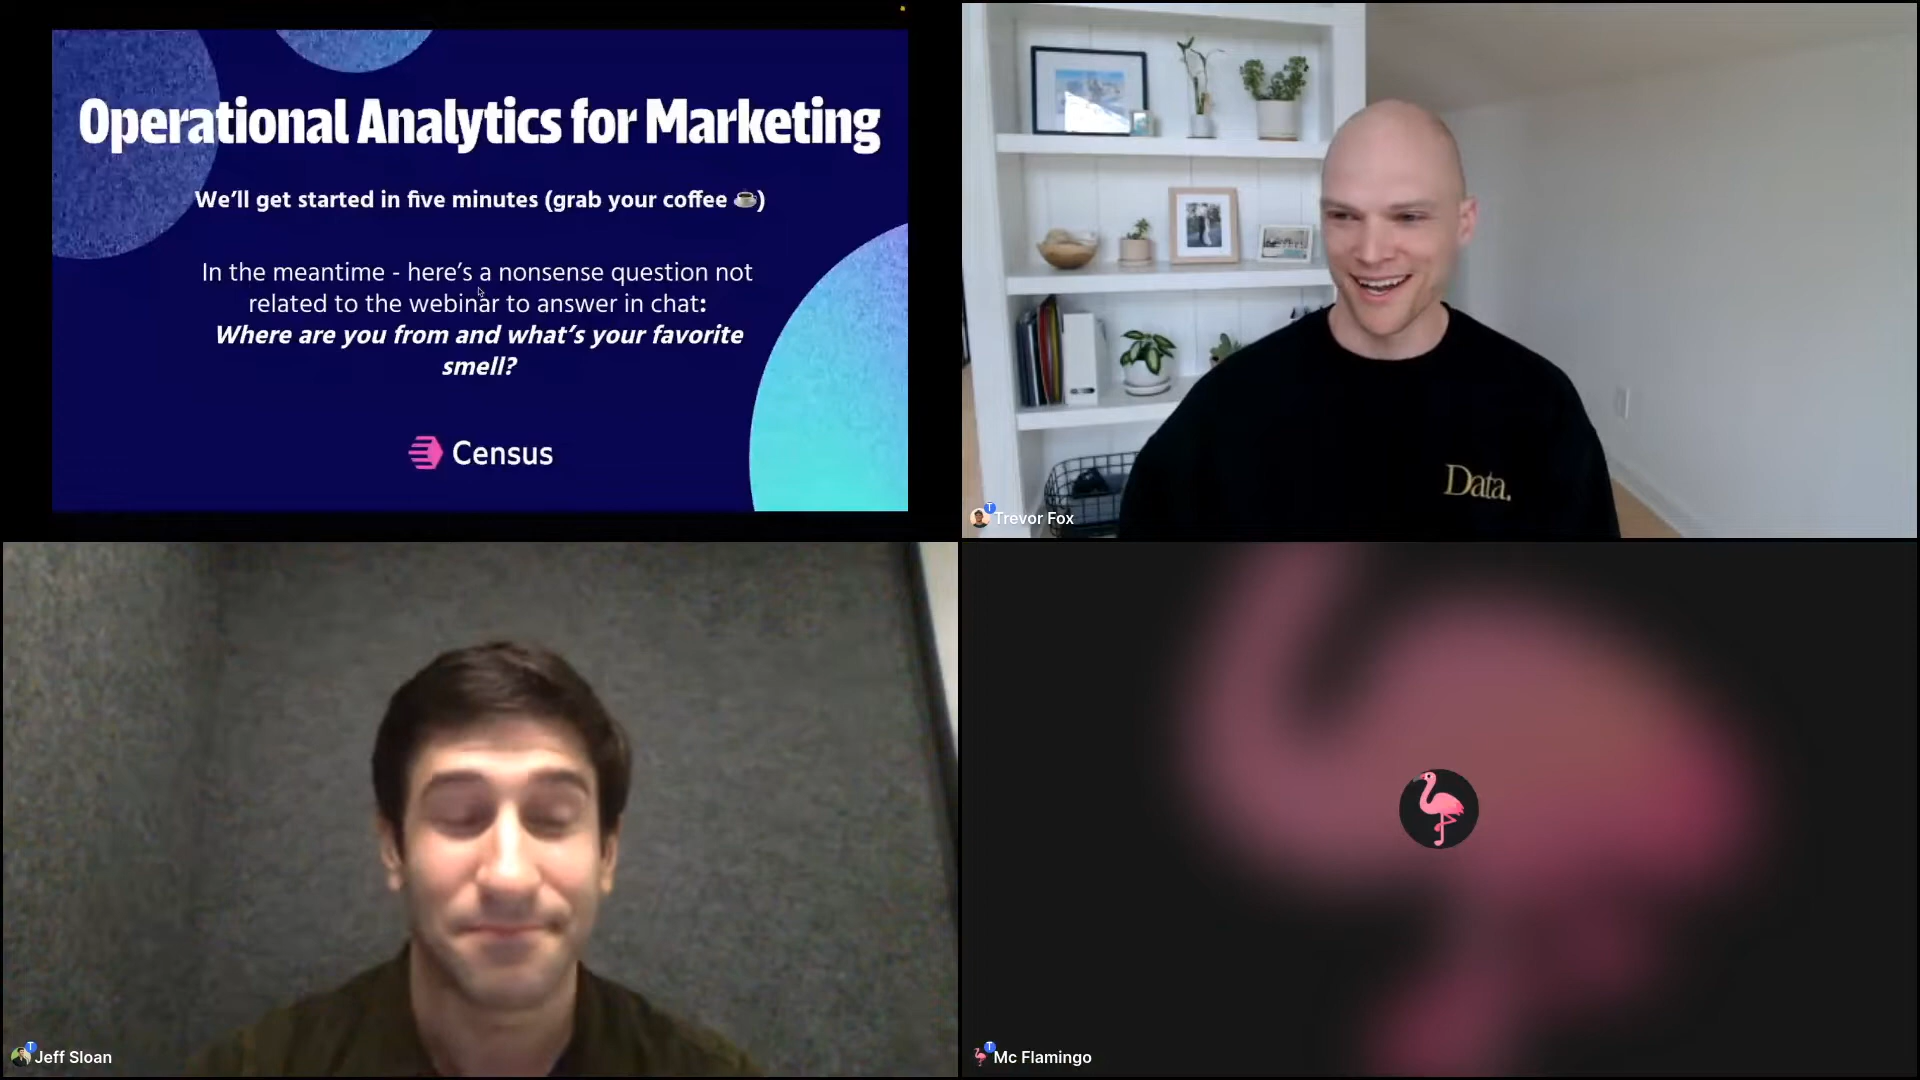 Operational Analytics for Marketing
We’ll get started in five minutes (grab your coffee ☕)
In the meantime - here’s a nonsense question not
related to the webinar to answer in chat:
Where are you from and what’s your favorite
smell?
Census
Data.
T
Trevor Fox
T
Jeff Sloan
T
Mc Flamingo